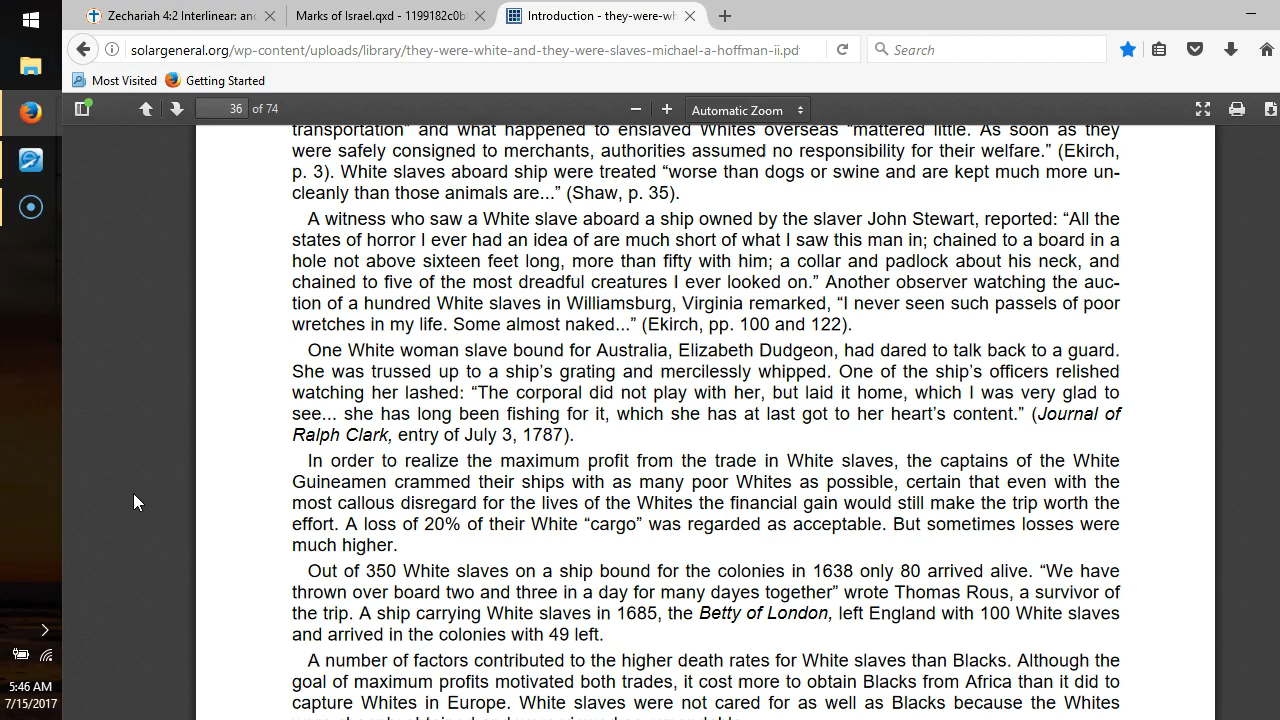 Zechariah 4:2 Interlinear: an
Marks of Israel.qxd - 1199182c0b
Introduction - they-were-wh
solargeneral.org/wp-content/uploads/library/they-were-white-and-they-were-slaves-michael-a-hoffman-ii.pd
Search
Most Visited
Getting Started
36 of 74
Automatic Zoom
transportation” and what happened to enslaved Whites overseas “mattered little. As soon as they
were safely consigned to merchants, authorities assumed no responsibility for their welfare.” (Ekirch,
p. 3). White slaves aboard ship were treated “worse than dogs or swine and are kept much more un-
cleanly than those animals are...” (Shaw, p. 35).
A witness who saw a White slave aboard a ship owned by the slaver John Stewart, reported: “All the
states of horror I ever had an idea of are much short of what I saw this man in; chained to a board in a
hole not above sixteen feet long, more than fifty with him; a collar and padlock about his neck, and
chained to five of the most dreadful creatures I ever looked on.” Another observer watching the auc-
tion of a hundred White slaves in Williamsburg, Virginia remarked, “I never seen such passels of poor
wretches in my life. Some almost naked...” (Ekirch, pp. 100 and 122).
One White woman slave bound for Australia, Elizabeth Dudgeon, had dared to talk back to a guard.
She was trussed up to a ship’s grating and mercilessly whipped. One of the ship’s officers relished
watching her lashed: “The corporal did not play with her, but laid it home, which I was very glad to
see... she has long been fishing for it, which she has at last got to her heart’s content.” (Journal of
Ralph Clark, entry of July 3, 1787).
In order to realize the maximum profit from the trade in White slaves, the captains of the White
Guineamen crammed their ships with as many poor Whites as possible, certain that even with the
most callous disregard for the lives of the Whites the financial gain would still make the trip worth the
effort. A loss of 20% of their White “cargo” was regarded as acceptable. But sometimes losses were
much higher.
Out of 350 White slaves on a ship bound for the colonies in 1638 only 80 arrived alive. “We have
thrown over board two and three in a day for many dayes together” wrote Thomas Rous, a survivor of
the trip. A ship carrying White slaves in 1685, the Betty of London, left England with 100 White slaves
and arrived in the colonies with 49 left.
A number of factors contributed to the higher death rates for White slaves than Blacks. Although the
goal of maximum profits motivated both trades, it cost more to obtain Blacks from Africa than it did to
capture Whites in Europe. White slaves were not cared for as well as Blacks because the Whites
5:46 AM
7/15/2017